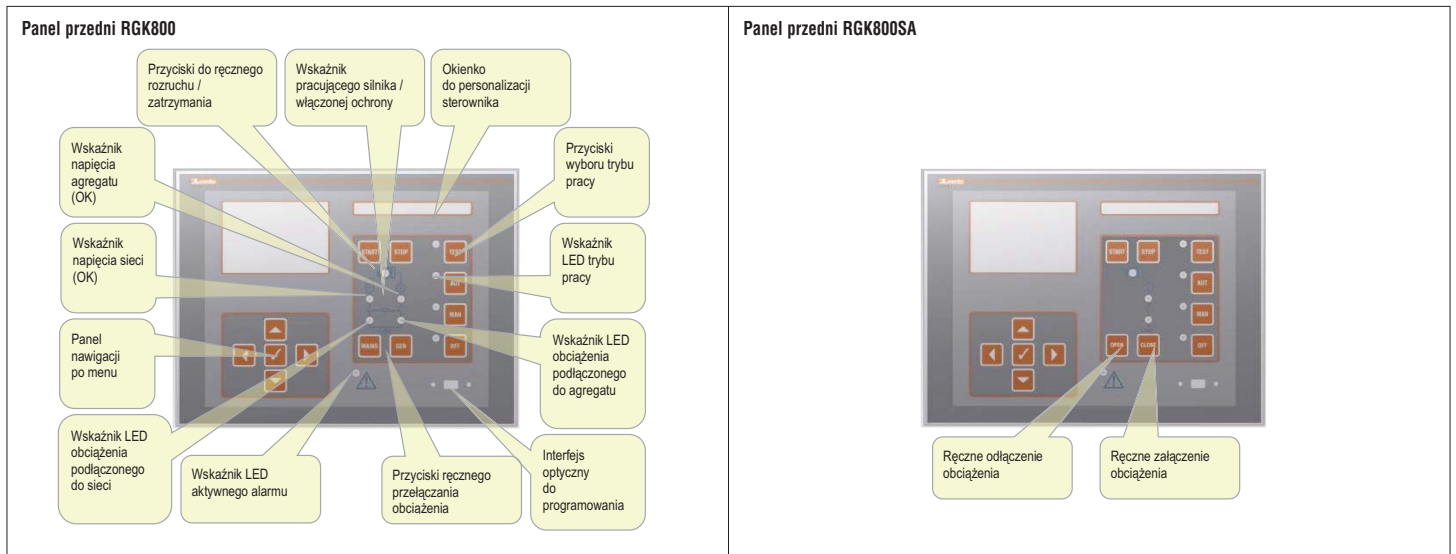 Panel przedni RGK800
Przyciski do ręcznego
rozruchu /
zatrzymania
Wskaźnik
pracującego silnika /
włączonej ochrony
Okienko
do personalizacji
sterownika
Wskaźnik
napięcia
agregatu
(OK)
Przyciski
wyboru trybu
pracy
Wskaźnik
napięcia sieci
(OK)
Wskaźnik
LED trybu
pracy
Panel
nawigacji
po menu
Wskaźnik LED
obciążenia
podłączonego
do agregatu
Wskaźnik LED
obciążenia
podłączonego
do sieci
Wskaźnik LED
aktywnego alarmu
Przyciski ręcznego
przełączania
obciążenia
Interfejs
optyczny
do
programowania
START STOP TEST
AUT
MAN
MAINS GEN OFF
Panel przedni RGK800SA
START STOP TEST
AUT
MAN
OPEN CLOSE OFF
Ręczne odłączenie
obciążenia
Ręczne załączenie
obciążenia